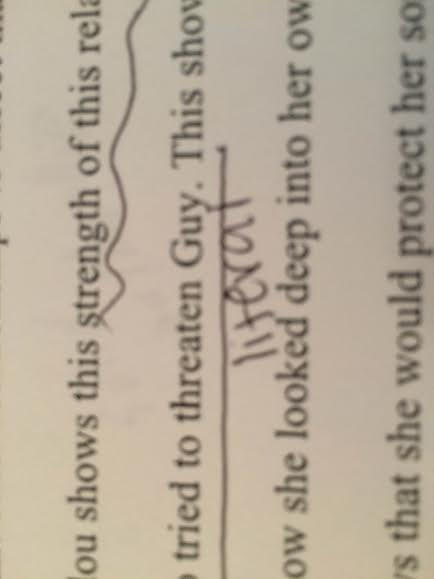 lou shows this strength of this rela
tried to threaten Guy. This show
literat
ow she looked deep into her ow
s that she would protect her so